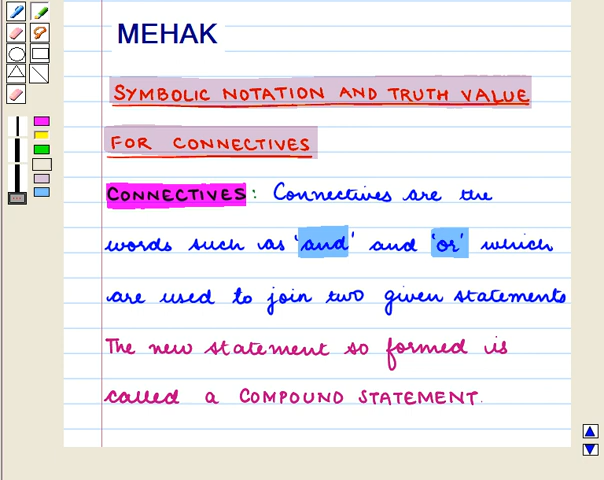 MEHAK
SYMBOLIC NOTATION AND TRUTH VALUE
FOR CONNECTIVES
CONNECTIVES: Connectives are the
words such as 'and' and 'or' which
are used to join two given statements
The new statement so formed is
called a COMPOUND STATEMENT.